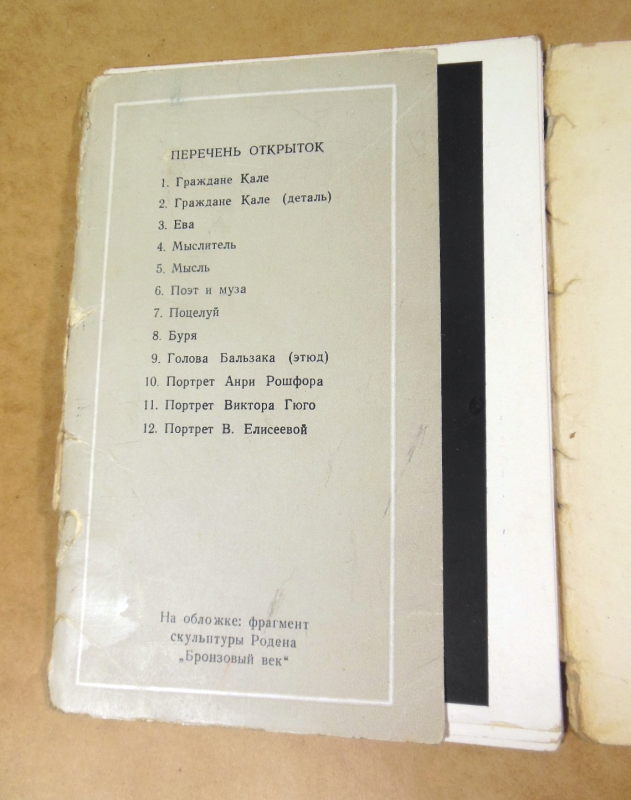 ПЕРЕЧЕНЬ ОТКРЫТОК
1. Граждане Кале
2. Граждане Кале (деталь)
3. Ева
4. Мыслитель
5. Мысль
6. Поэт и муза
7. Поцелуй
8. Буря
9. Голова Бальзака (этюд)
10. Портрет Анри Рошфора
11. Портрет Виктора Гюго
12. Портрет В. Елисеевой
На обложке: фрагмент
скульптуры Родена
„Бронзовый век“